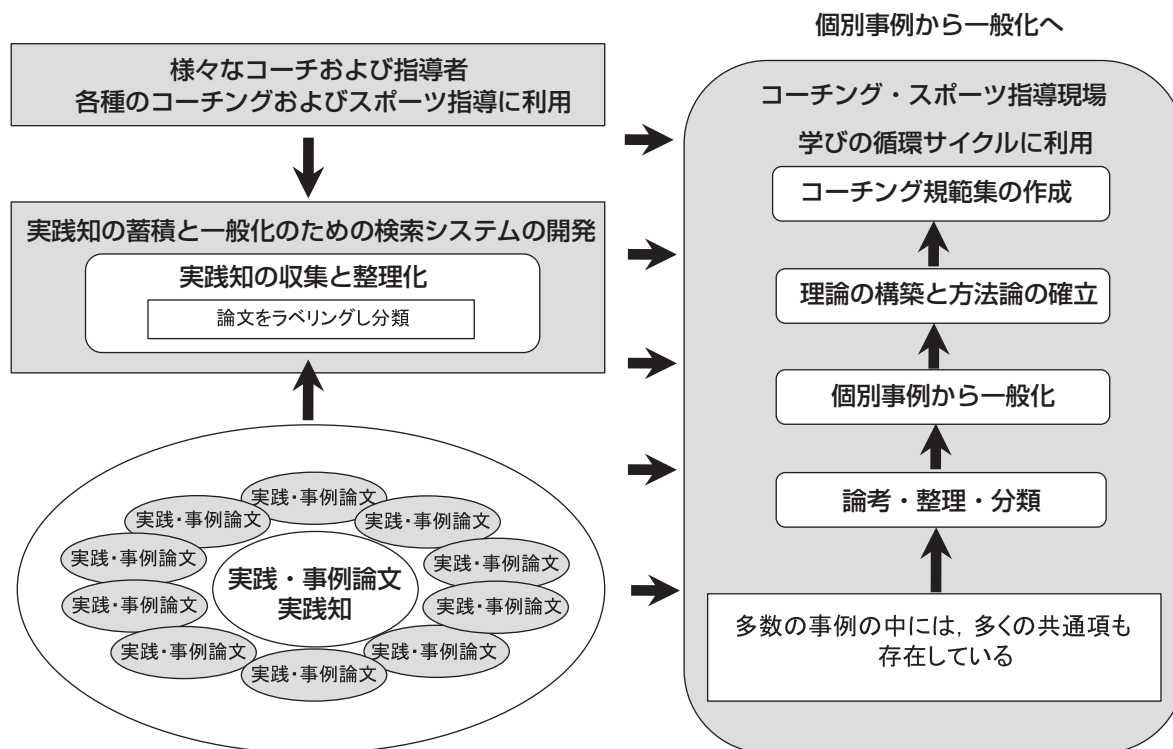 様々なコーチおよび指導者
各種のコーチングおよびスポーツ指導に利用
実践知の蓄積と一般化のための検索システムの開発
実践知の収集と整理化
論文をラベリングし分類
実践・事例論文
実践・事例論文
実践・事例論文
実践・事例論文
実践・事例論文
実践・事例論文
実践知
実践・事例論文
実践・事例論文
実践・事例論文
実践・事例論文
実践・事例論文
個別事例から一般化へ
コーチング・スポーツ指導現場
学びの循環サイクルに利用
コーチング規範集の作成
理論の構築と方法論の確立
個別事例から一般化
論考・整理・分類
多数の事例の中には，多くの共通項も
存在している